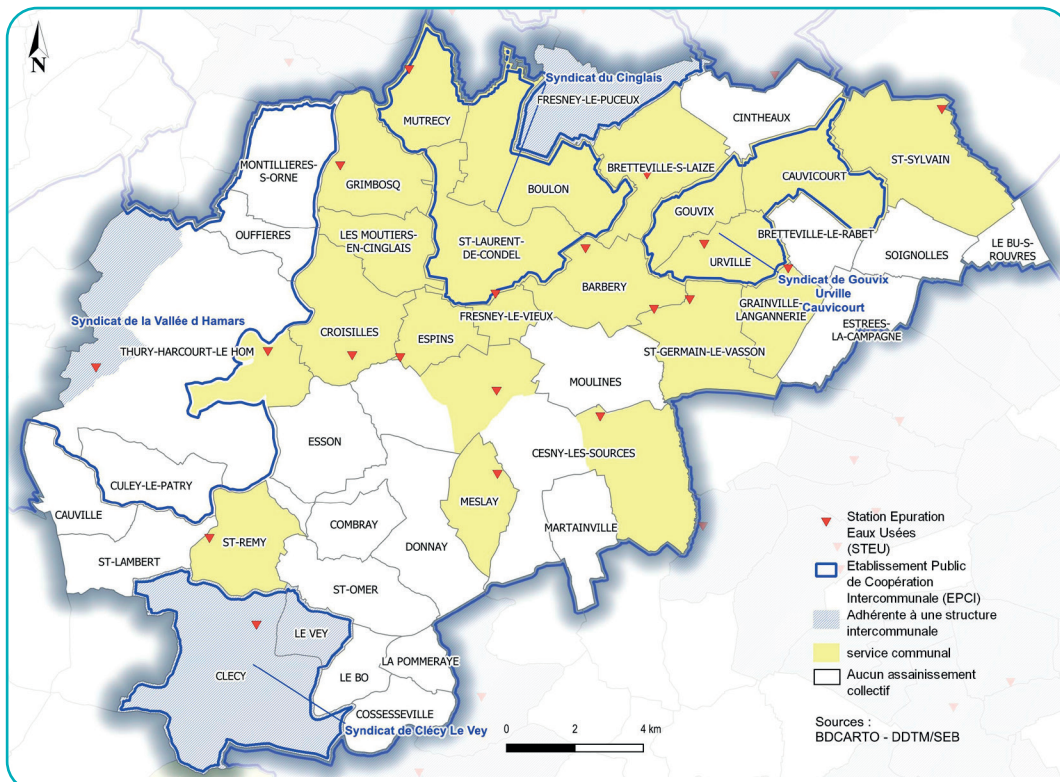 N
Syndicat du Cinglais
FRESNEY-LE-PUCEUX
CINTHEAUX
MUTRECY
ST-SYLVAIN
MONTILLIERES-
S-ORNE
BRETTEVILLE-S-LAIZE
CAUVICOURT
GRIMBOSQ
BOULON
GOUVIX
OUFFIERES
LES MOUTIERS-
EN-CINGLAIS
ST-LAURENT-
DE-CONDEL
BRETTEVILLE-LE-RABET
SOIGNOLLES
LE BU-S-
ROUVRES
URVILLE
Syndicat de Gouvix
Urville
Cauvicourt
BARBERY
GRAINVILLE-
LANGANNERIE
ESTREES-
LA-CAMPAGNE
Syndicat de la Vallée d Hamars
FRESNEY-LE-VIEUX
CROISILLES
ESPINS
THURY-HARCOURT-LE HOM
ST-GERMAIN-LE-VASSON
MOULINES
ESSON
CESNY-LES-SOURCES
CULEY-LE-PATRY
MESLAY
CAUVILLE
COMBRAY
MARTAINVILLE
ST-REMY
DONNAY
ST-LAMBERT
ST-OMER
LE VEY
LA POMMERAYE
CLECY
LE BO
COSSESSEVILLE
Syndicat de Clécy Le Vey
0 2 4 km
Station Epuration
Eaux Usées
(STEU)
Etablissement Public
de Coopération
Intercommunale (EPCI)
Adhérente à une structure
intercommunale
service communal
Aucun assainissement
collectif
Sources :
BDCARTO - DDTM/SEB